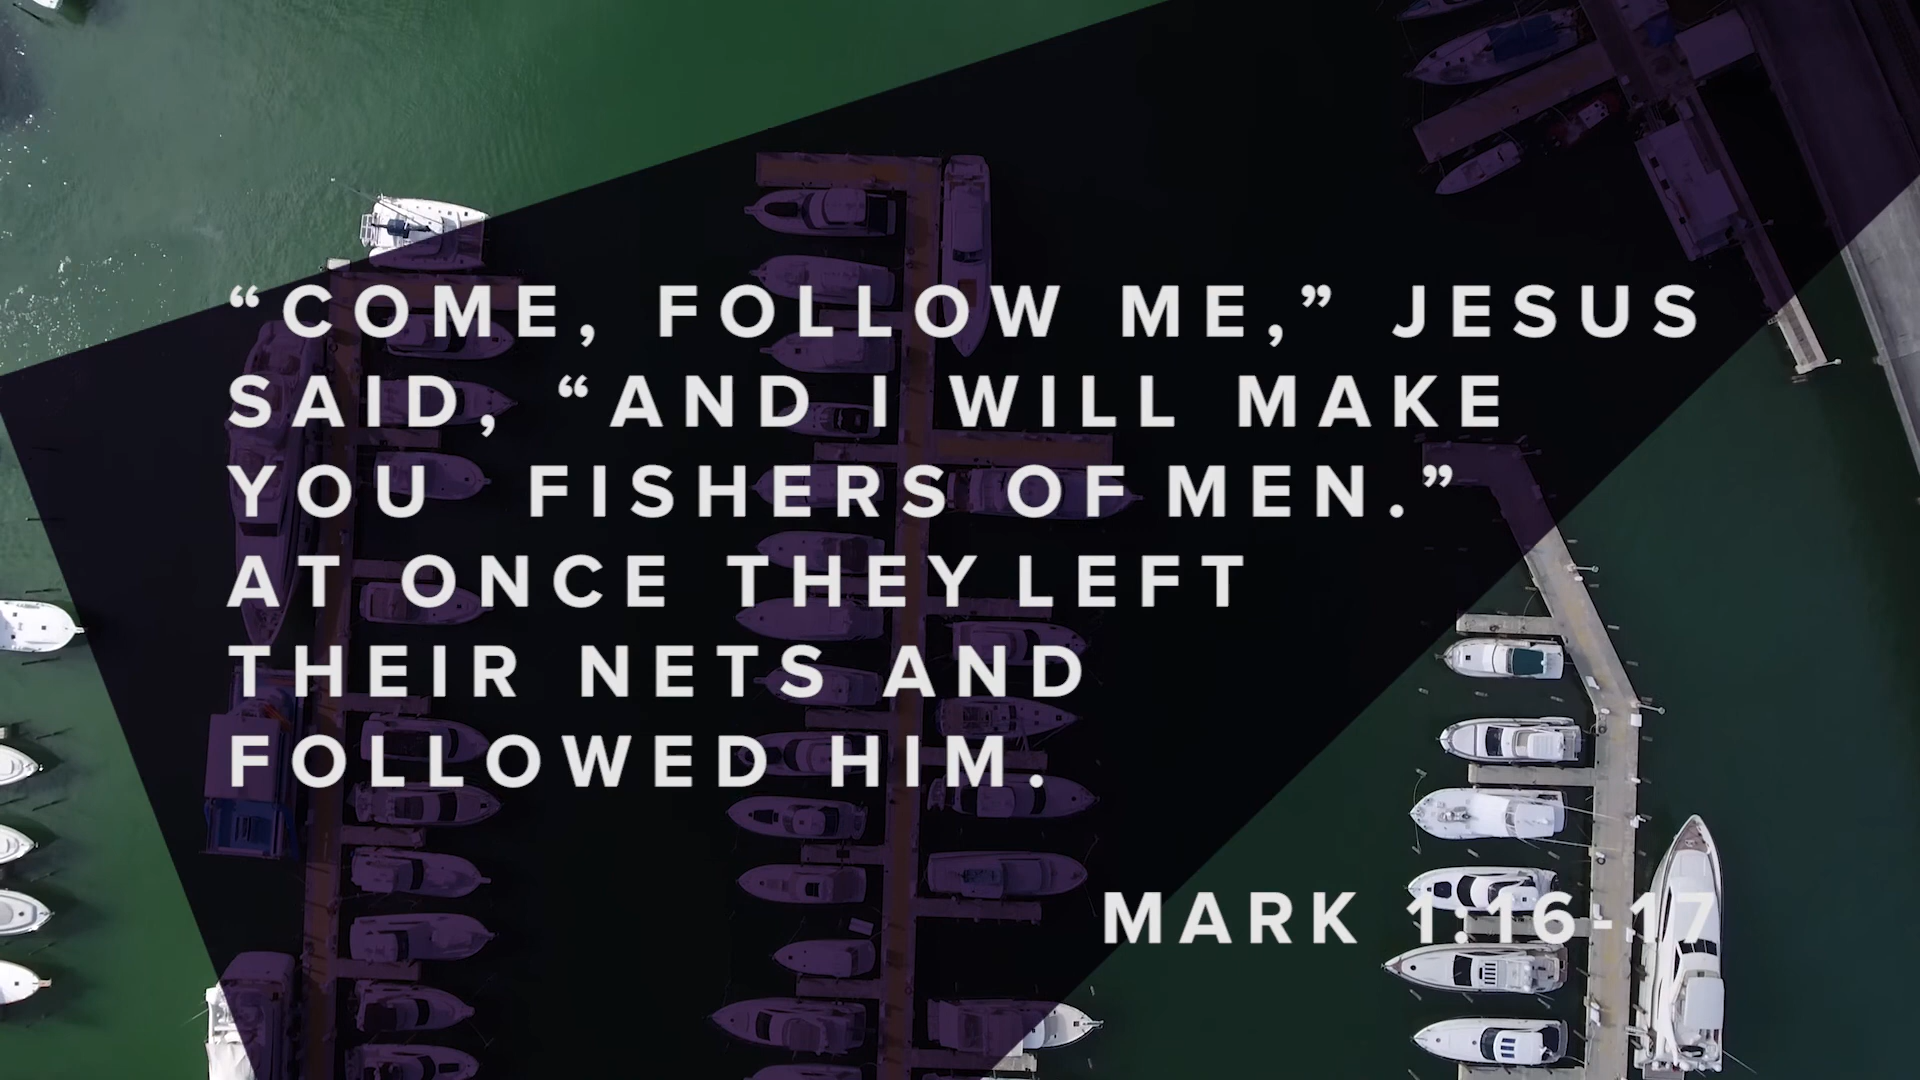 “COME, FOLLOW ME,” JESUS
SAID, “AND I WILL MAKE
YOU FISHERS OF MEN.”
AT ONCE THEY LEFT
THEIR NETS AND
FOLLOWED HIM.
MARK 1:16-17